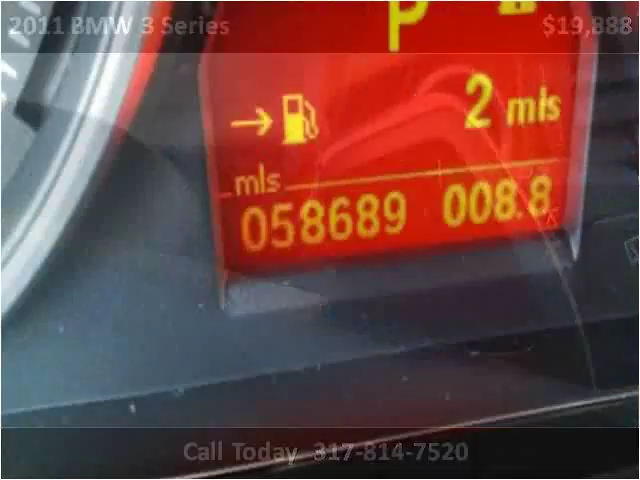 2011 BMW 3 Series $19,888
P
2 mls
mls
058689 008.8
Call Today 317-814-7520